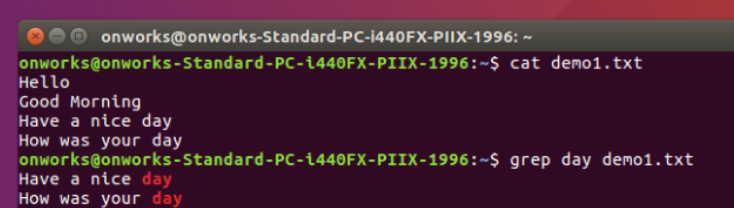 onworks@onworks-Standard-PC-i440FX-PIIX-1996: ~
onworks@onworks-Standard-PC-i440FX-PIIX-1996:~$ cat demo1.txt
Hello
Good Morning
Have a nice day
How was your day
onworks@onworks-Standard-PC-i440FX-PIIX-1996:~$ grep day demo1.txt
Have a nice day
How was your day